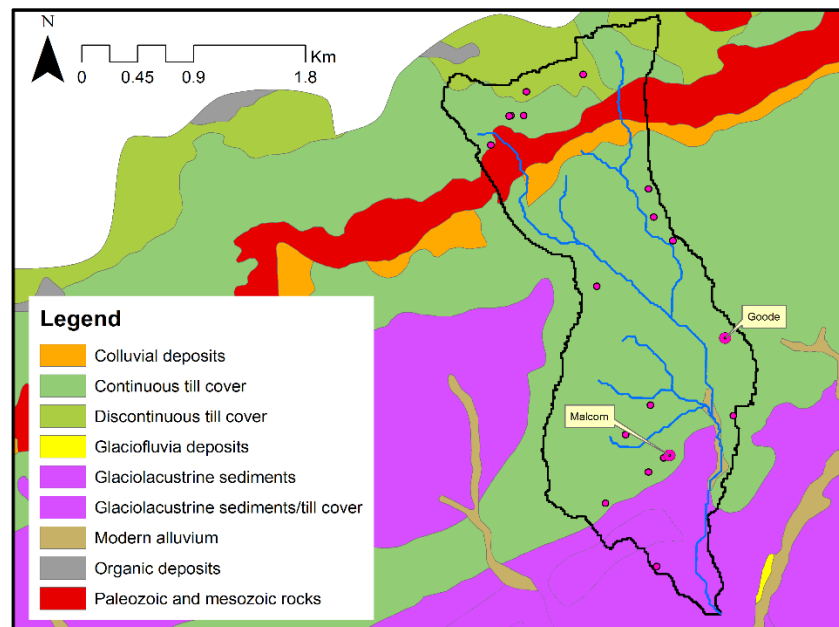 N
Km
0 0.45 0.9 1.8
Goode
Malcom
Legend
Colluvial deposits
Continuous till cover
Discontinuous till cover
Glaciofluvia deposits
Glaciolacustrine sediments
Glaciolacustrine sediments/till cover
Modern alluvium
Organic deposits
Paleozoic and mesozoic rocks